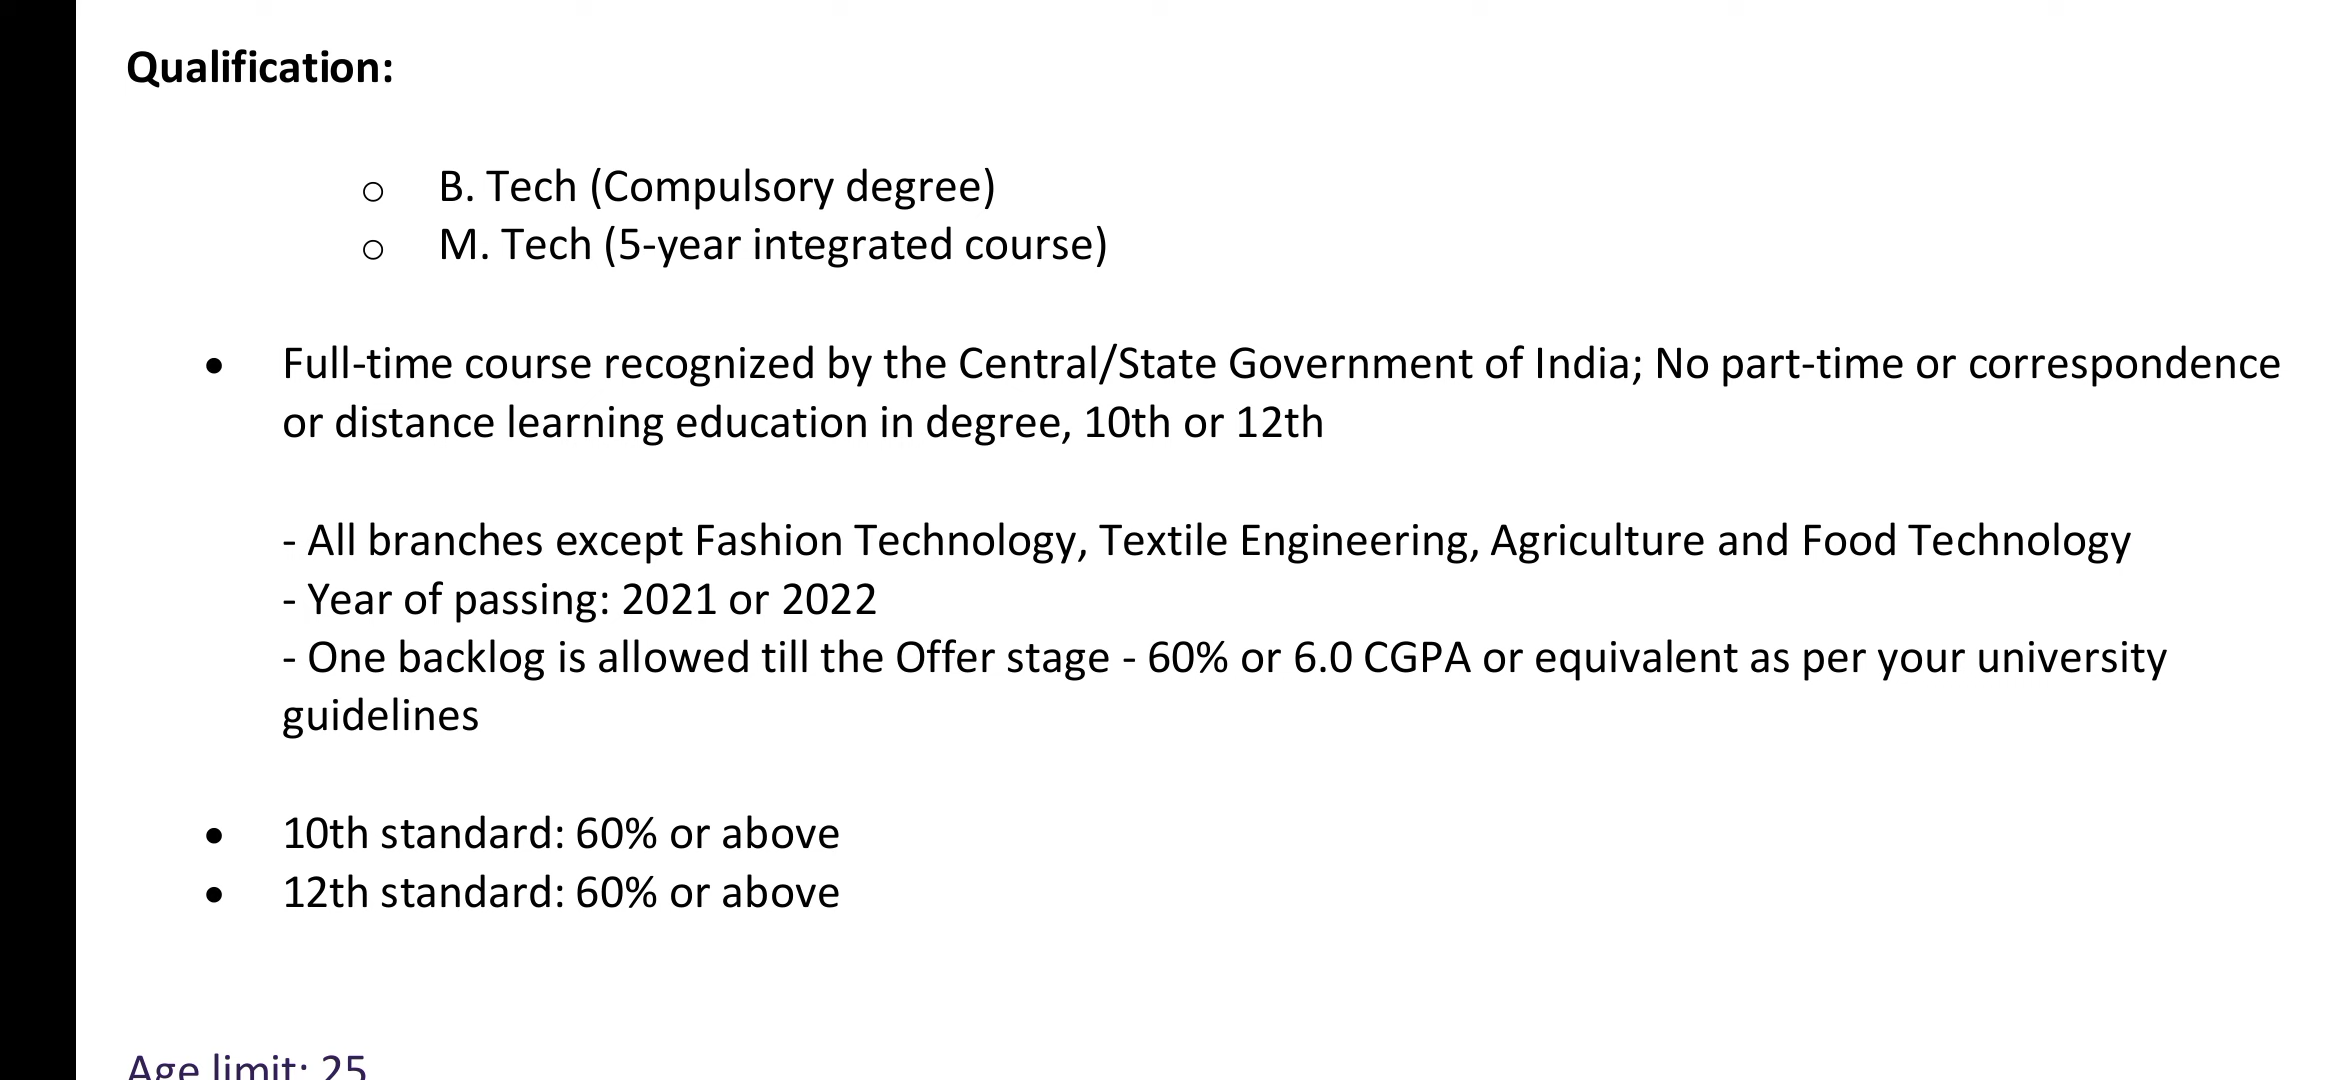 Qualification:
○ B. Tech (Compulsory degree)
○ M. Tech (5-year integrated course)
• Full-time course recognized by the Central/State Government of India; No part-time or correspondence
or distance learning education in degree, 10th or 12th
- All branches except Fashion Technology, Textile Engineering, Agriculture and Food Technology
- Year of passing: 2021 or 2022
- One backlog is allowed till the Offer stage - 60% or 6.0 CGPA or equivalent as per your university
guidelines
• 10th standard: 60% or above
• 12th standard: 60% or above
Age limit: 25